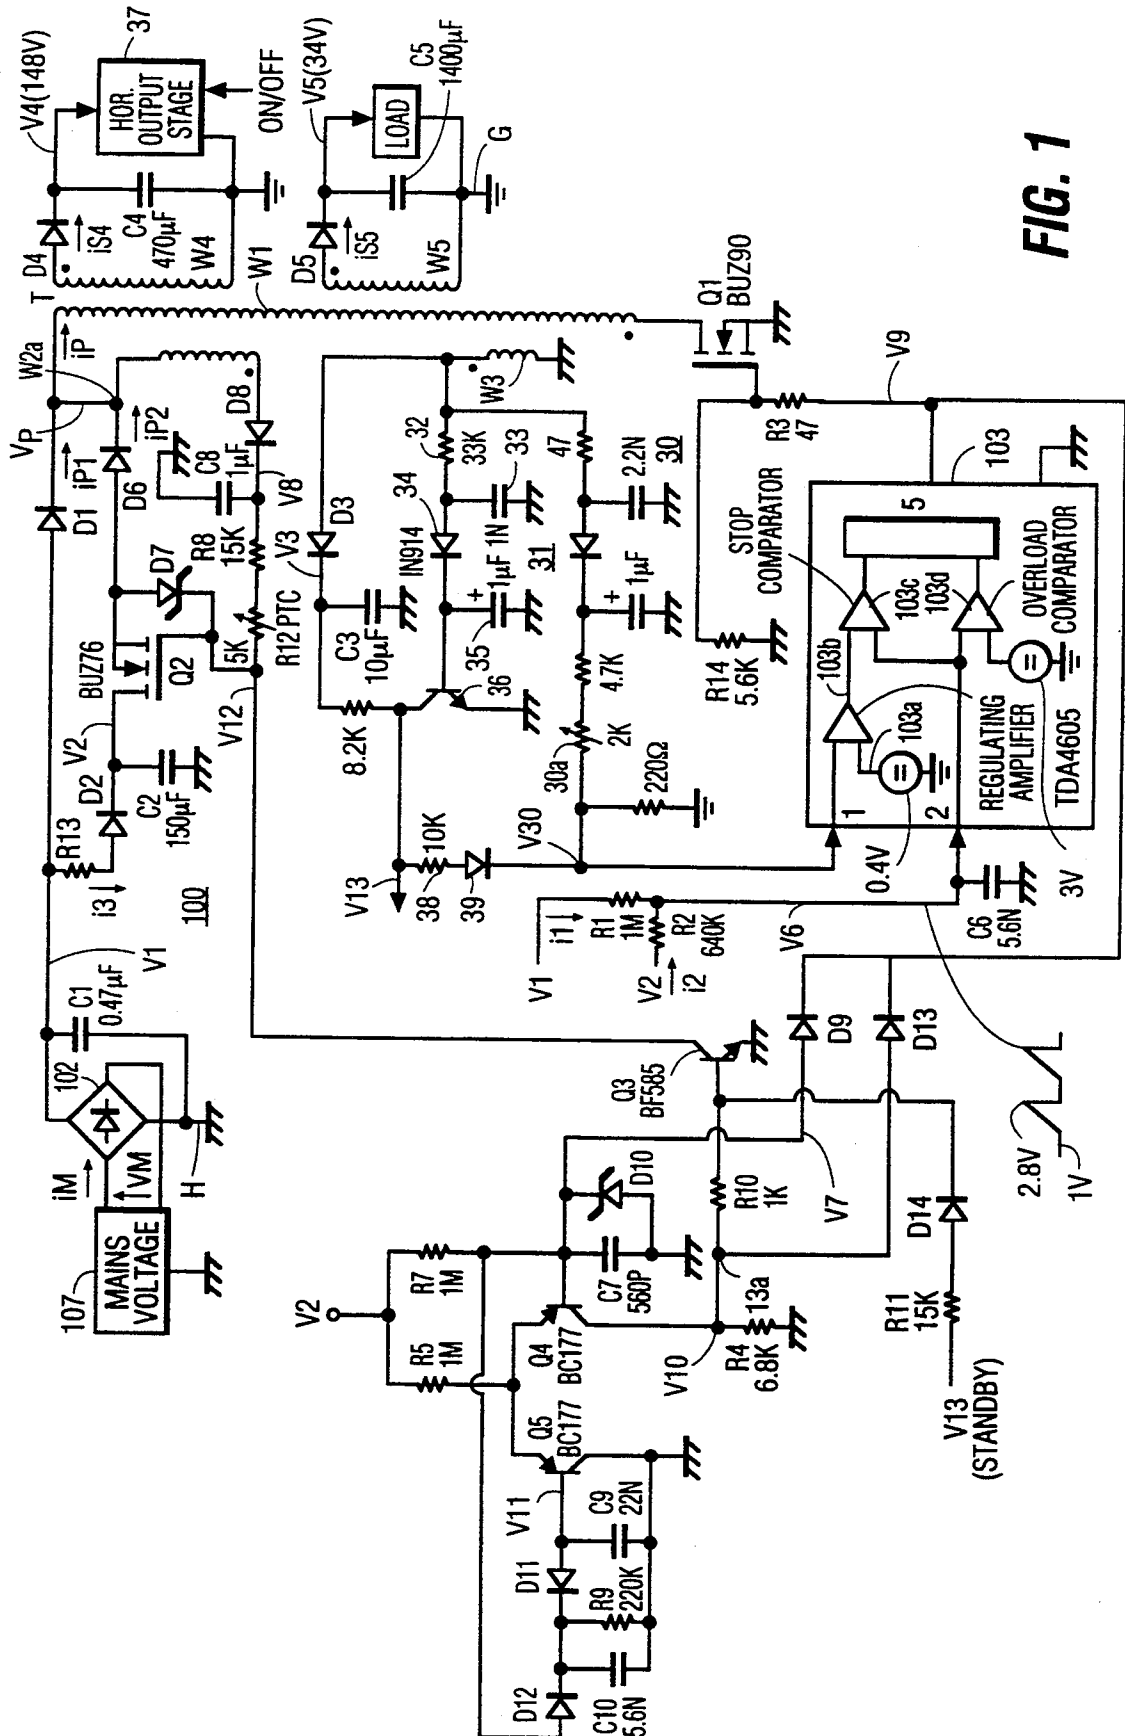 107
MAINS
VOLTAGE
iM
iVM
H
102
C1
0.47µF
V1
100
i3
R13
D2
C2
150µF
V2
BUZ76
Q2
D7
V12
5K
R12 PTC
R8
15K
V8
C8
1µF
D8
D1
iP1
D6
iP2
VP
W2a
iP
T
W1
D4
iS4
C4
470µF
W4
V4(148V)
HOR.
OUTPUT
STAGE
37
ON/OFF
D5
iS5
W5
V5(34V)
LOAD
C5
1400µF
G
V3
D3
C3
10µF
8.2K
IN914
34
32
33K
33
1N
+
1µF
35
36
31
W3
47
2.2N
30
+
1µF
4.7K
30a
2K
220Ω
V13
38
10K
39
V30
Q1
BUZ90
R3
47
V9
R14
5.6K
103
5
STOP
COMPARATOR
103c
103d
103b
103a
OVERLOAD
COMPARATOR
REGULATING
AMPLIFIER
TDA4605
1
2
0.4V
3V
V1
i1
R1
1M
V2
i2
R2
640K
V6
C6
5.6N
Q3
BF585
D9
D13
V7
2.8V
1V
V2
R5
1M
R7
1M
Q4
BC177
Q5
BC177
C7
560P
D10
R10
1K
13a
V10
R4
6.8K
D14
R11
15K
V13
(STANDBY)
V11
D11
C9
22N
R9
220K
D12
C10
5.6N
FIG. 1